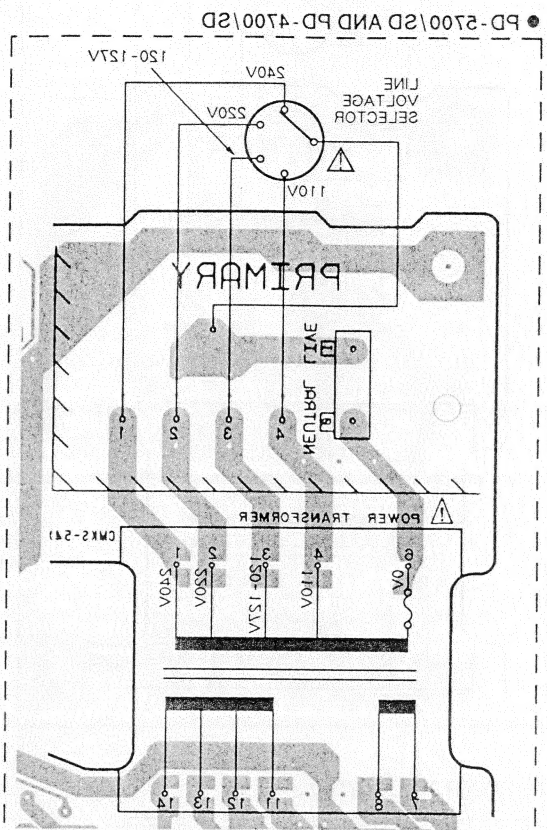 ● PD-5700/SD AND PD-4700/SD
120-127V
240V
220V
110V
LINE
VOLTAGE
SELECTOR
PRIMARY
LIVE
NEUTRAL
1
2
3
4
POWER TRANSFORMER
(CMKS-54)
1
2
3
4
6
240V
220V
120-127V
110V
0V
14
13
12
11
8
7